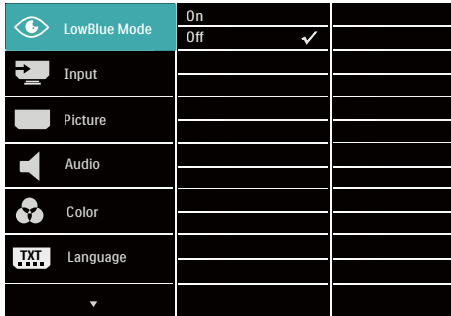 LowBlue Mode
On
Off
Input
Picture
Audio
Color
TXT
Language